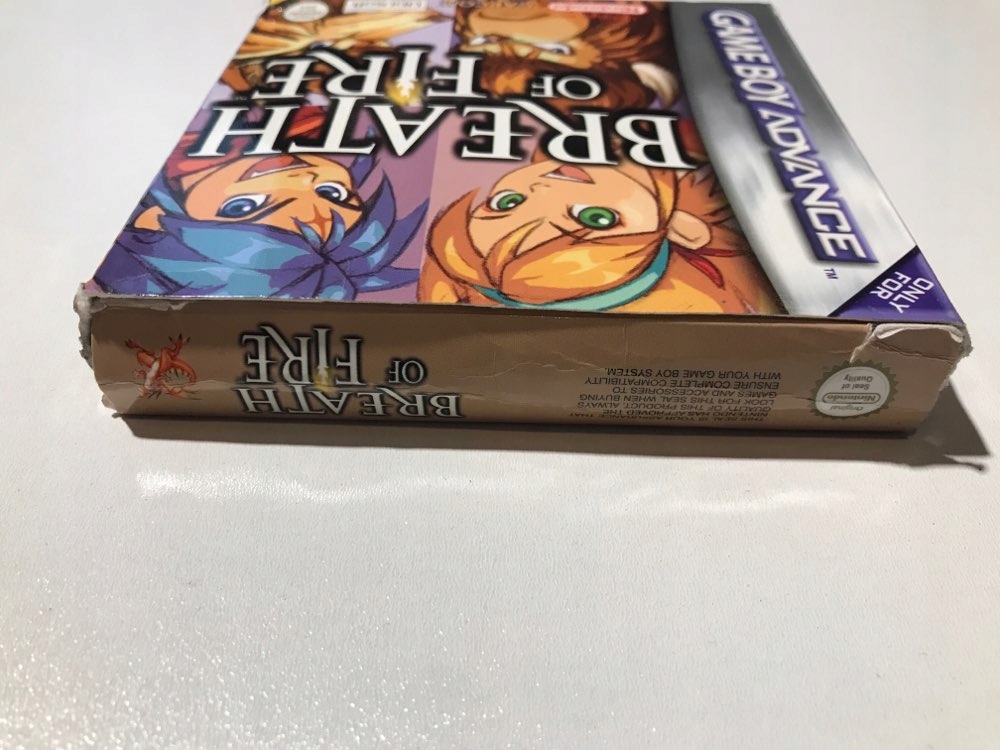 GAME BOY ADVANCE
TM
ONLY
FOR
BREATH
OF FIRE
BREATH
OF FIRE
THIS SEAL IS YOUR ASSURANCE THAT
NINTENDO HAS APPROVED THE
QUALITY OF THIS PRODUCT. ALWAYS
LOOK FOR THIS SEAL WHEN BUYING
GAMES AND ACCESSORIES TO
ENSURE COMPLETE COMPATIBILITY
WITH YOUR GAME BOY SYSTEM.
Original
Nintendo
Seal of
Quality